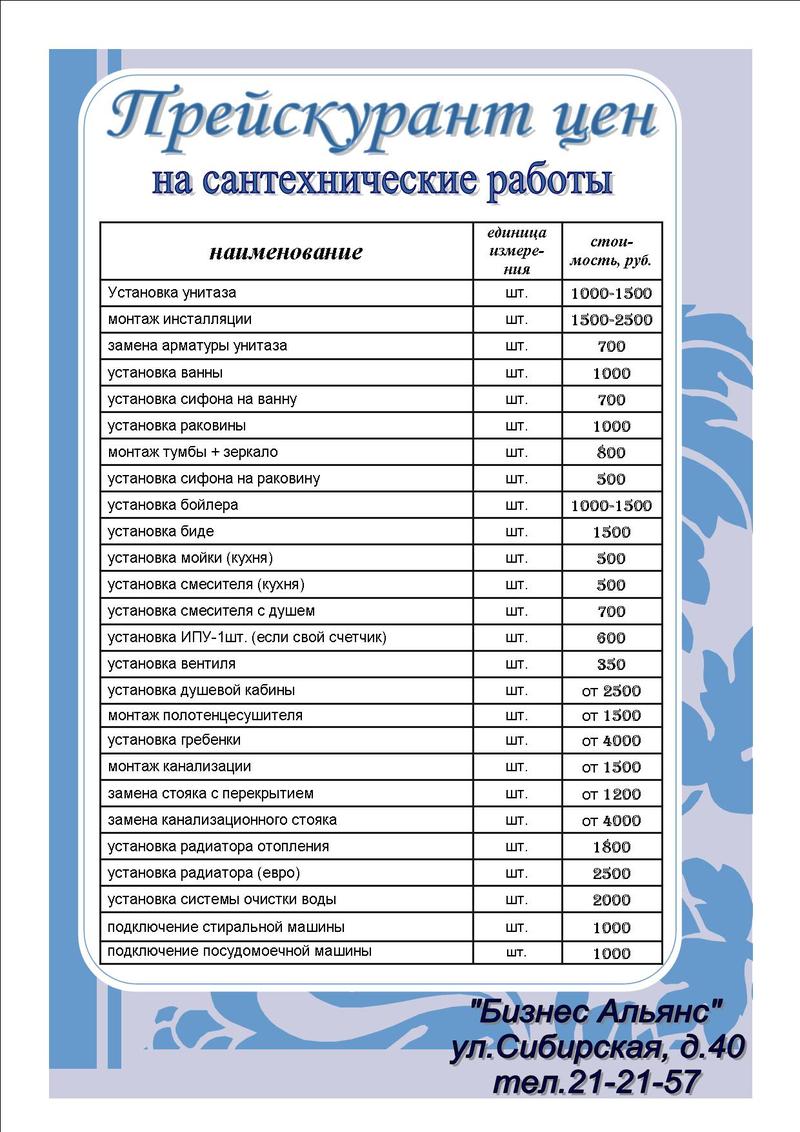 Прейскурант цен
на сантехнические работы
наименование единица измере- ния стои- мость, руб.
Установка унитаза шт. 1000-1500
монтаж инсталляции шт. 1500-2500
замена арматуры унитаза шт. 700
установка ванны шт. 1000
установка сифона на ванну шт. 700
установка раковины шт. 1000
монтаж тумбы + зеркало шт. 800
установка сифона на раковину шт. 500
установка бойлера шт. 1000-1500
установка биде шт. 1500
установка мойки (кухня) шт. 500
установка смесителя (кухня) шт. 500
установка смесителя с душем шт. 700
установка ИПУ-1шт. (если свой счетчик) шт. 600
установка вентиля шт. 350
установка душевой кабины шт. от 2500
монтаж полотенцесушителя шт. от 1500
установка гребенки шт. от 4000
монтаж канализации шт. от 1500
замена стояка с перекрытием шт. от 1200
замена канализационного стояка шт. от 4000
установка радиатора отопления шт. 1800
установка радиатора (евро) шт. 2500
установка системы очистки воды шт. 2000
подключение стиральной машины шт. 1000
подключение посудомоечной машины шт. 1000
"Бизнес Альянс"
ул.Сибирская, д.40
тел.21-21-57